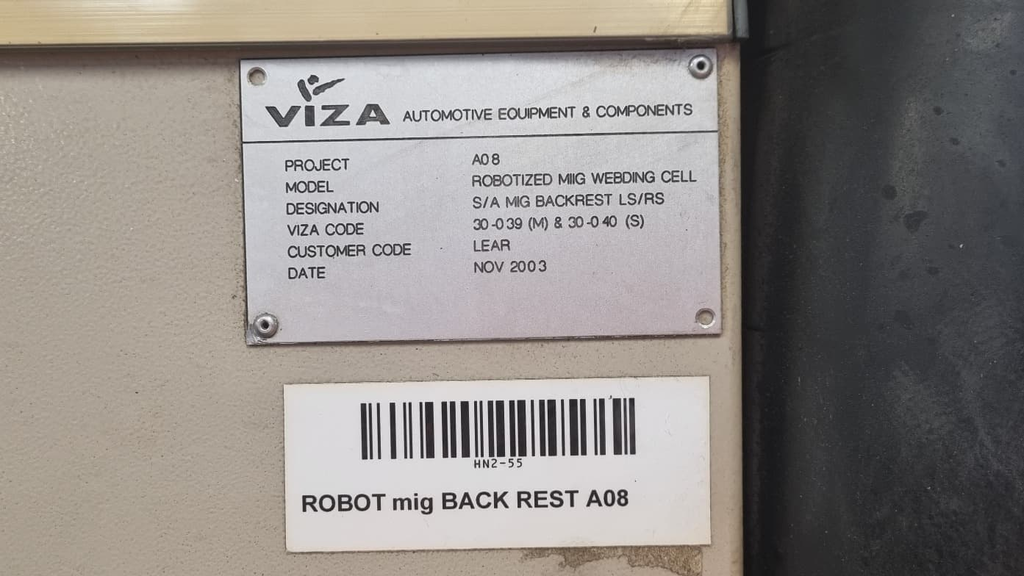 VIZA AUTOMOTIVE EQUIPMENT & COMPONENTS
PROJECT A08
MODEL ROBOTIZED MIIG WEBDING CELL
DESIGNATION S/A MIG BACKREST LS/RS
VIZA CODE 30-039 (M) & 30-040 (S)
CUSTOMER CODE LEAR
DATE NOV 2003
HN2-55
ROBOT mig BACK REST A08